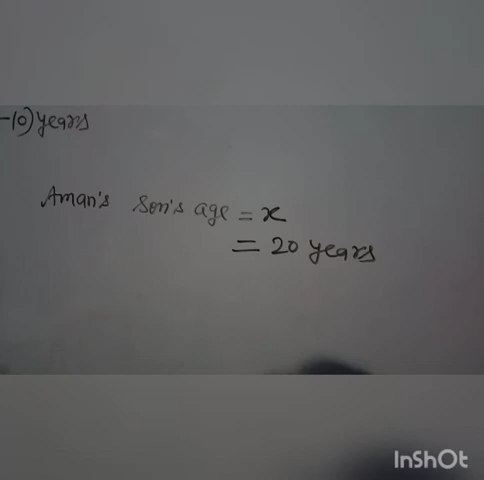 -10) years
Aman's Son's age = x
= 20 years
InShOt